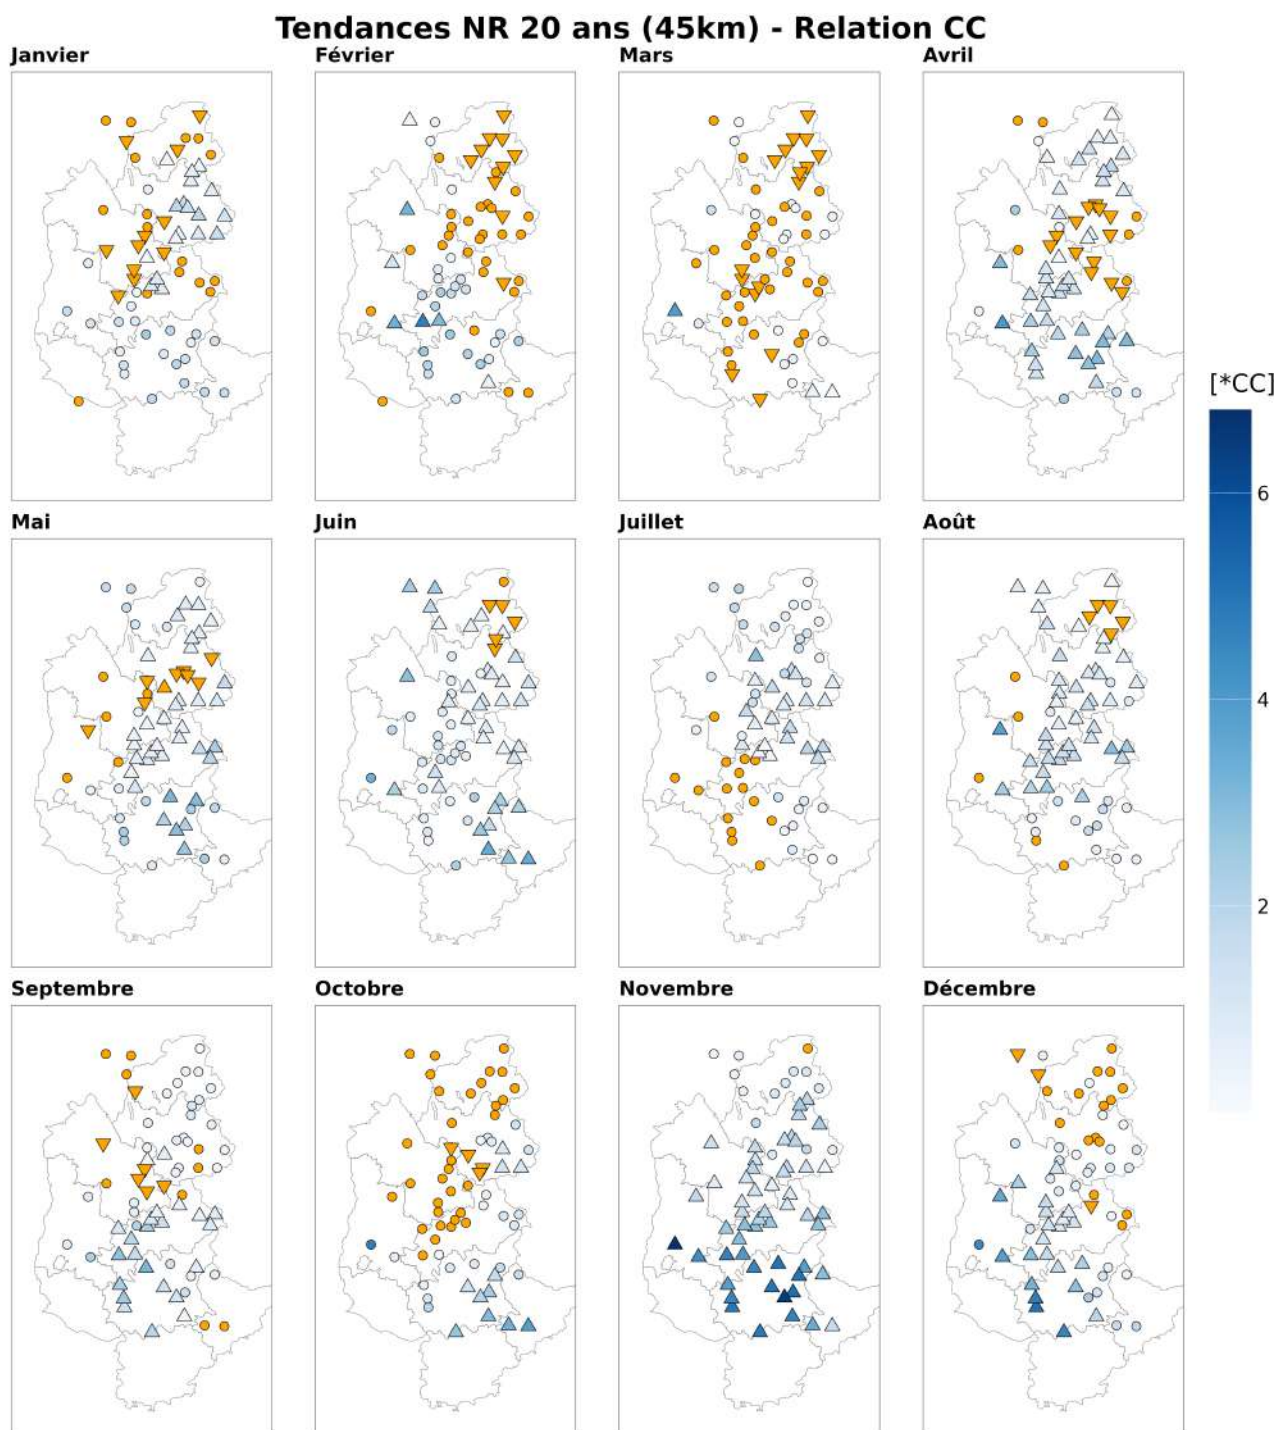 Tendances NR 20 ans (45km) - Relation CC
Janvier
Février
Mars
Avril
[*CC]
6
4
2
Mai
Juin
Juillet
Août
Septembre
Octobre
Novembre
Décembre